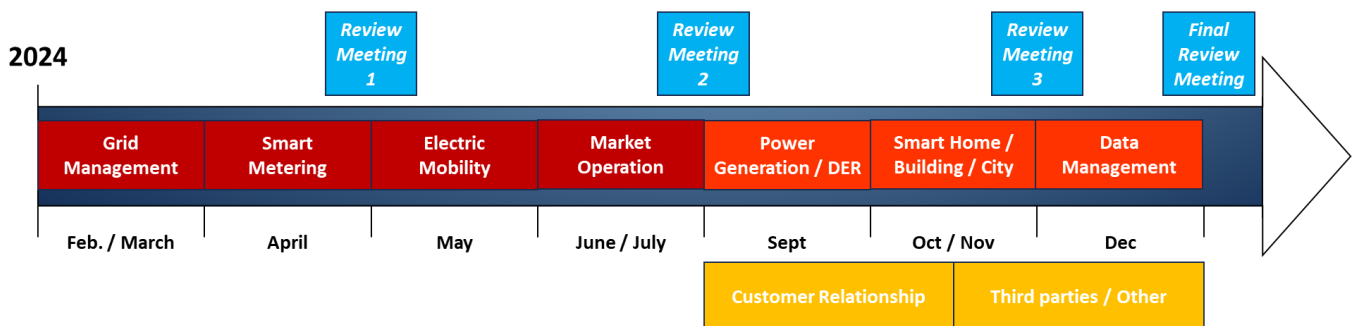 2024
Review
Meeting
1
Review
Meeting
2
Review
Meeting
3
Final
Review
Meeting
Grid
Management
Smart
Metering
Electric
Mobility
Market
Operation
Power
Generation / DER
Smart Home /
Building / City
Data
Management
Feb. / March
April
May
June / July
Sept
Oct / Nov
Dec
Customer Relationship
Third parties / Other